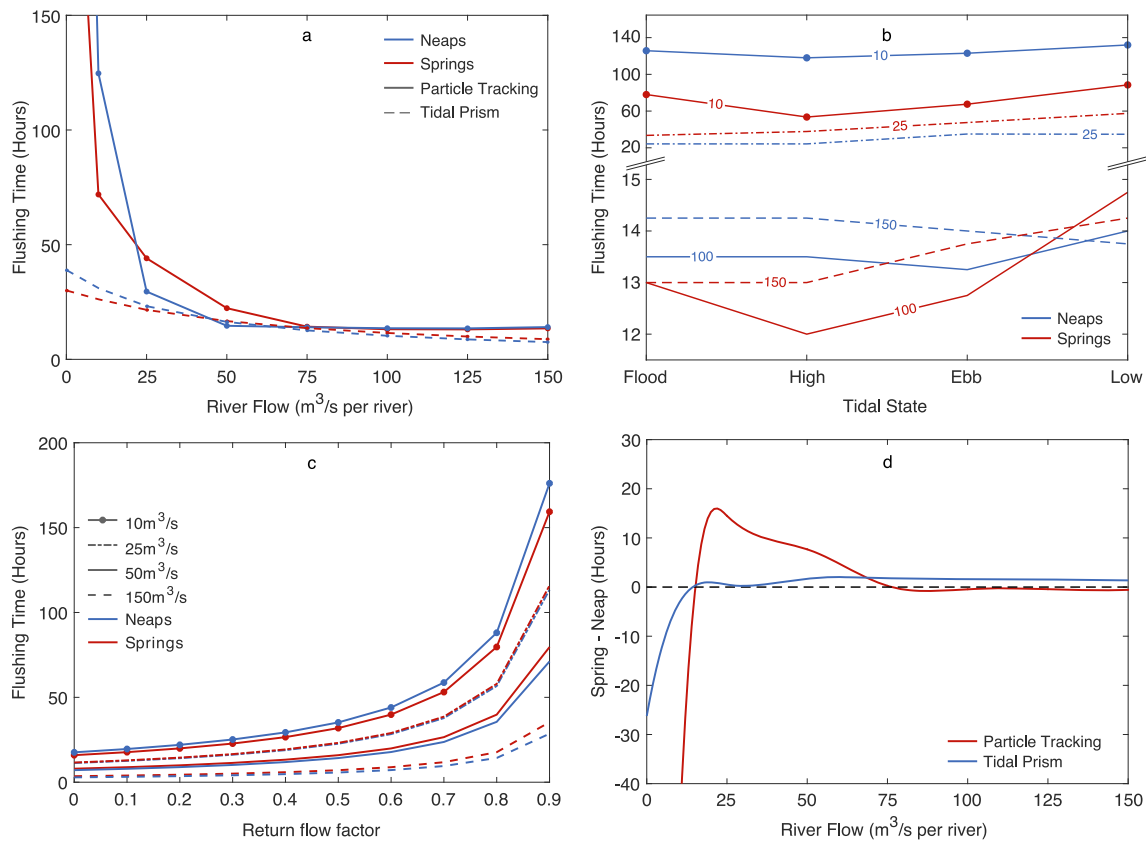 a
150
100
50
0
0
25
50
75
100
125
150
Flushing Time (Hours)
River Flow (m³/s per river)
Neaps
Springs
Particle Tracking
Tidal Prism
b
140
100
60
20
15
14
13
12
Flood
High
Ebb
Low
Flushing Time (Hours)
Tidal State
10
10
25
25
150
100
150
100
Neaps
Springs
c
200
150
100
50
0
0
0.1
0.2
0.3
0.4
0.5
0.6
0.7
0.8
0.9
Flushing Time (Hours)
Return flow factor
10m³/s
25m³/s
50m³/s
150m³/s
Neaps
Springs
d
30
20
10
0
-10
-20
-30
-40
0
25
50
75
100
125
150
Spring - Neap (Hours)
River Flow (m³/s per river)
Particle Tracking
Tidal Prism